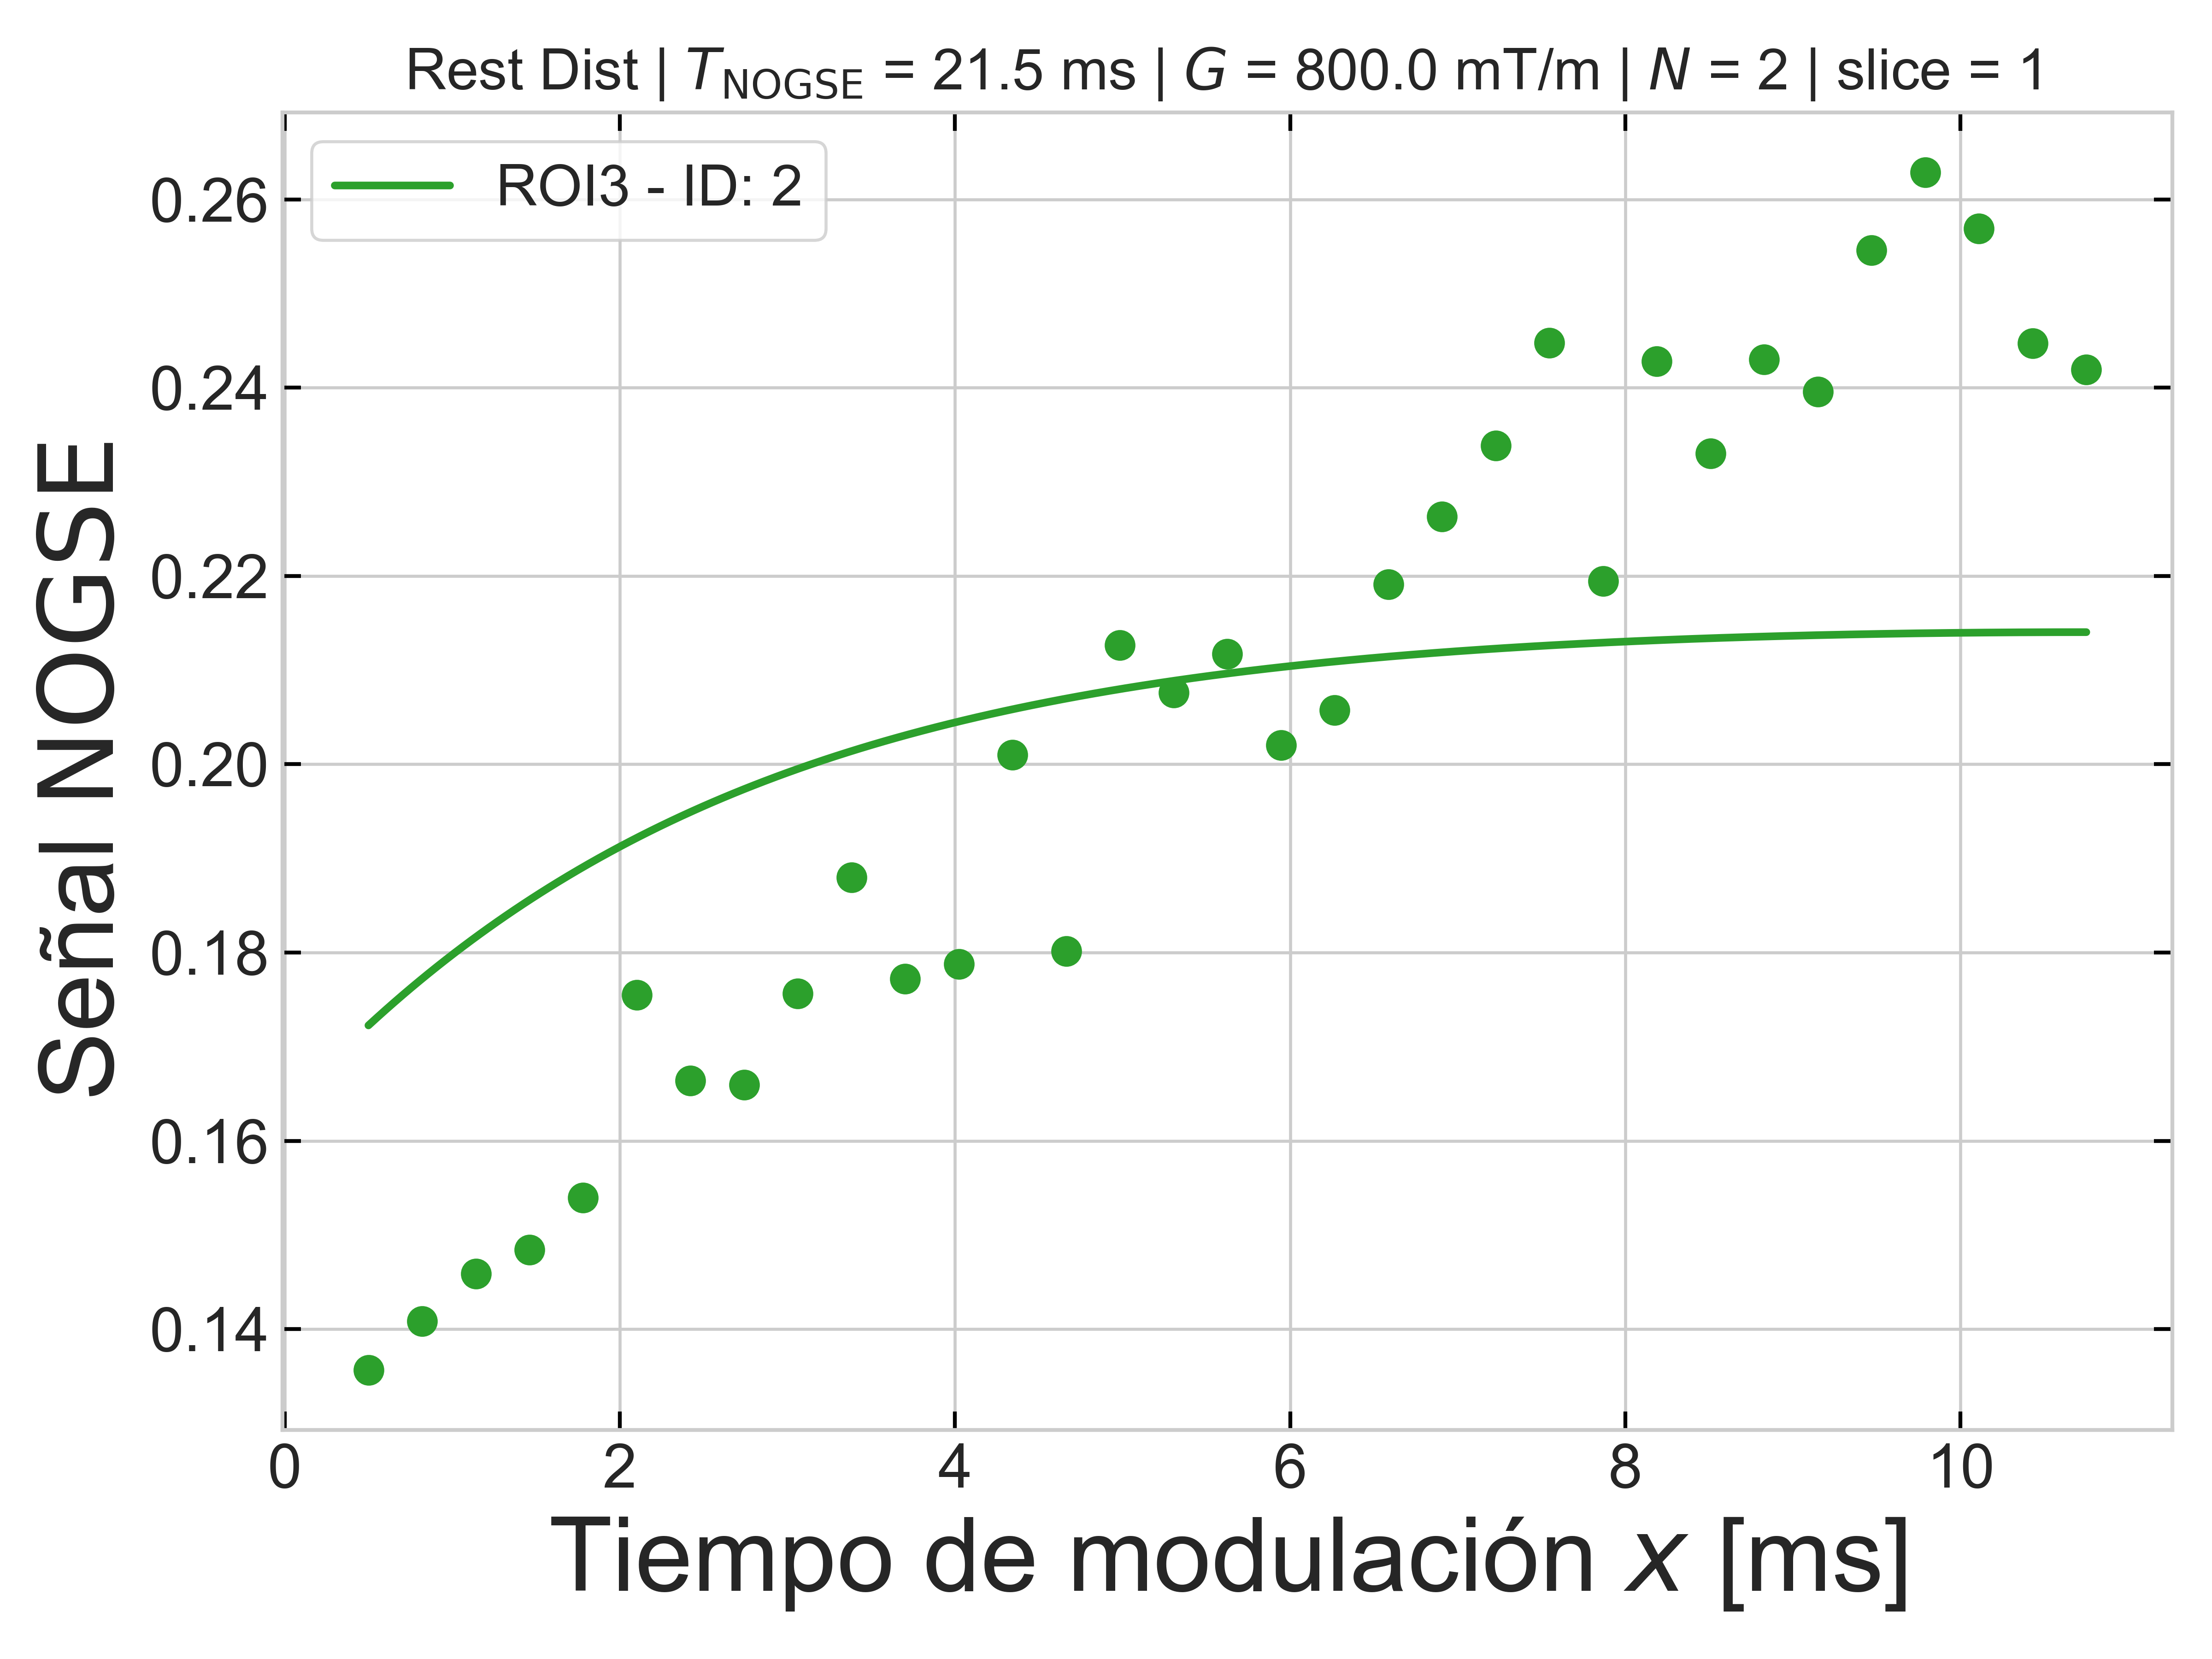 Rest Dist | T_NOGSE = 21.5 ms | G = 800.0 mT/m | N = 2 | slice = 1
ROI3 - ID: 2
0.26
0.24
0.22
0.20
0.18
0.16
0.14
Señal NOGSE
0 2 4 6 8 10
Tiempo de modulación x [ms]